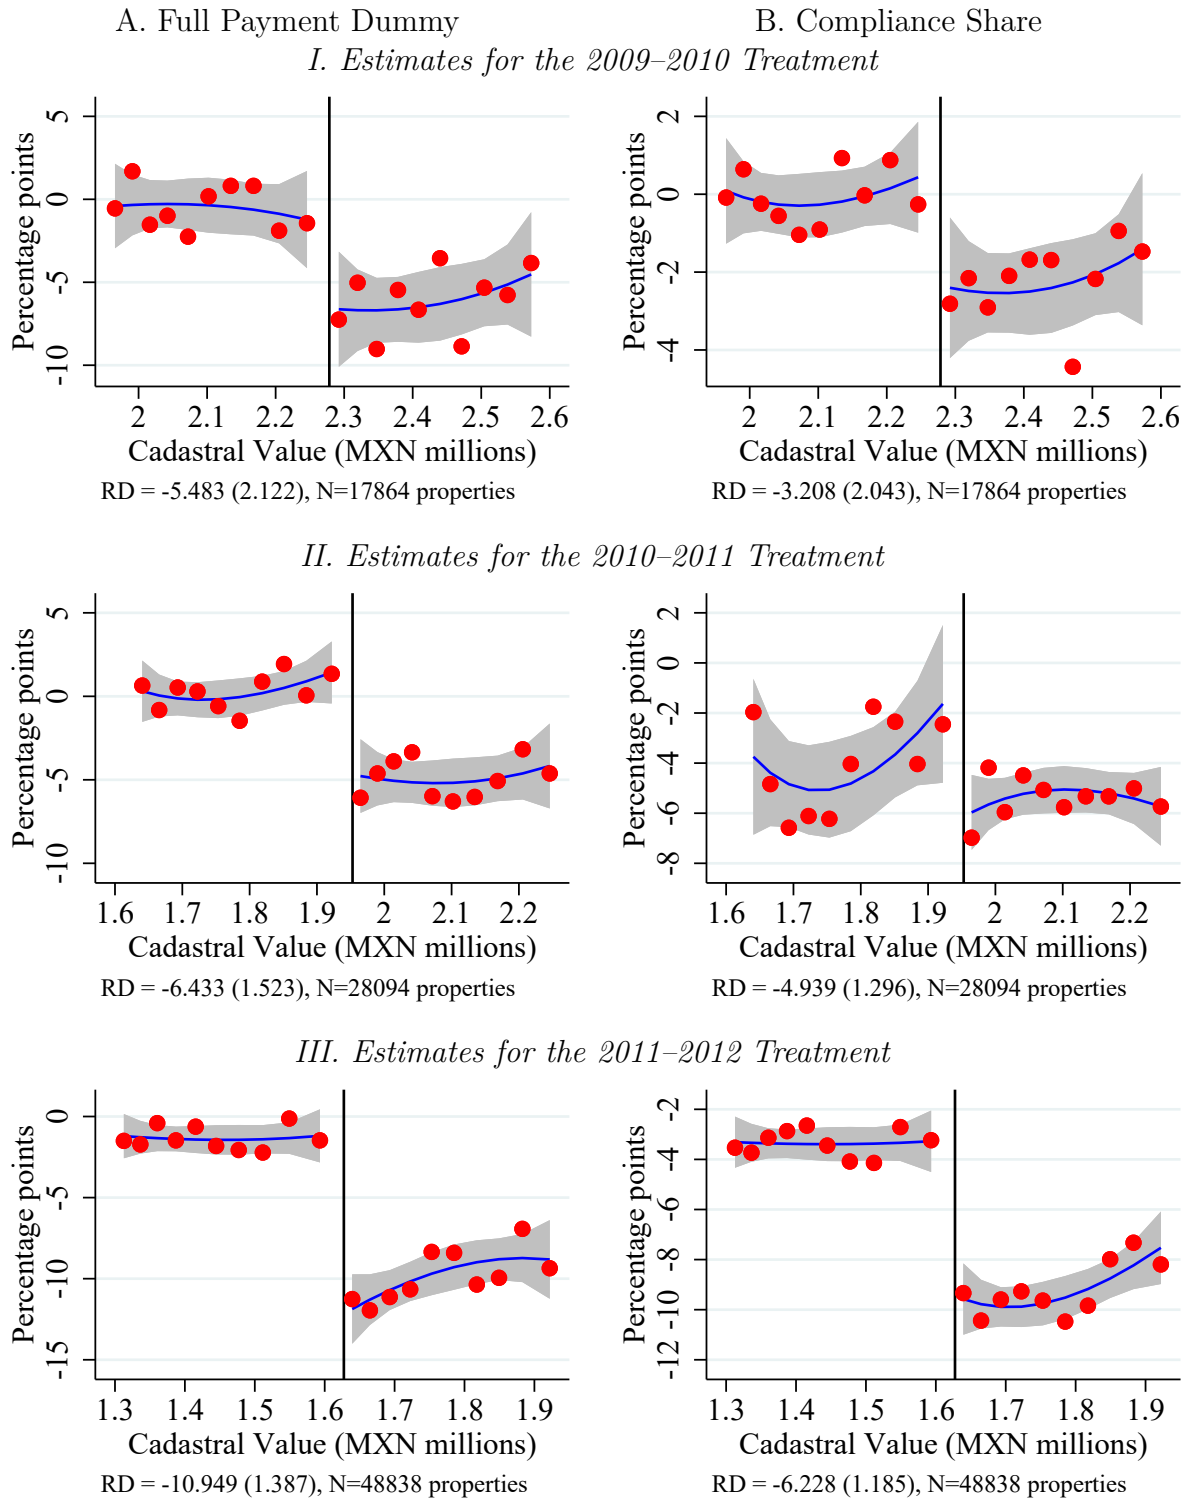 A. Full Payment Dummy
B. Compliance Share
I. Estimates for the 2009–2010 Treatment
Percentage points
5
0
-5
-10
2 2.1 2.2 2.3 2.4 2.5 2.6
Cadastral Value (MXN millions)
RD = -5.483 (2.122), N=17864 properties
Percentage points
2
0
-2
-4
2 2.1 2.2 2.3 2.4 2.5 2.6
Cadastral Value (MXN millions)
RD = -3.208 (2.043), N=17864 properties
II. Estimates for the 2010–2011 Treatment
Percentage points
5
0
-5
-10
1.6 1.7 1.8 1.9 2 2.1 2.2
Cadastral Value (MXN millions)
RD = -6.433 (1.523), N=28094 properties
Percentage points
2
0
-2
-4
-6
-8
1.6 1.7 1.8 1.9 2 2.1 2.2
Cadastral Value (MXN millions)
RD = -4.939 (1.296), N=28094 properties
III. Estimates for the 2011–2012 Treatment
Percentage points
0
-5
-10
-15
1.3 1.4 1.5 1.6 1.7 1.8 1.9
Cadastral Value (MXN millions)
RD = -10.949 (1.387), N=48838 properties
Percentage points
-2
-4
-6
-8
-10
-12
1.3 1.4 1.5 1.6 1.7 1.8 1.9
Cadastral Value (MXN millions)
RD = -6.228 (1.185), N=48838 properties